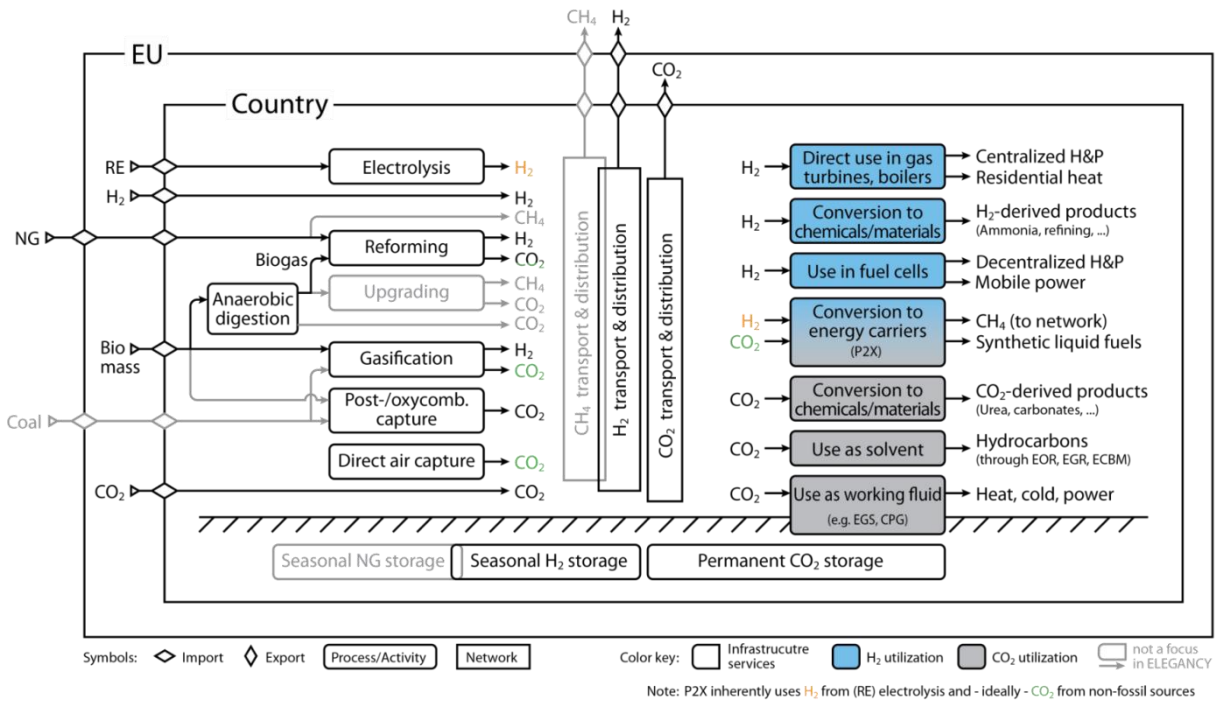 CH₄
H₂
EU
CO₂
Country
RE
Electrolysis
H₂
H₂
H₂
CH₄
NG
Reforming
H₂
CO₂
Biogas
Upgrading
CH₄
CO₂
Anaerobic
digestion
CO₂
Bio
mass
Gasification
H₂
CO₂
Post-/oxycomb.
capture
CO₂
Coal
Direct air capture
CO₂
CO₂
CO₂
CH₄ transport & distribution
H₂ transport & distribution
CO₂ transport & distribution
H₂
Direct use in gas
turbines, boilers
Centralized H&P
Residential heat
H₂
Conversion to
chemicals/materials
H₂-derived products
(Ammonia, refining, ...)
H₂
Use in fuel cells
Decentralized H&P
Mobile power
H₂
CO₂
Conversion to
energy carriers
(P2X)
CH₄ (to network)
Synthetic liquid fuels
CO₂
Conversion to
chemicals/materials
CO₂-derived products
(Urea, carbonates, ...)
CO₂
Use as solvent
Hydrocarbons
(through EOR, EGR, ECBM)
CO₂
Use as working fluid
(e.g. EGS, CPG)
Heat, cold, power
Seasonal NG storage
Seasonal H₂ storage
Permanent CO₂ storage
Symbols:
Import
Export
Process/Activity
Network
Color key:
Infrastrucutre
services
H₂ utilization
CO₂ utilization
not a focus
in ELEGANCY
Note: P2X inherently uses H₂ from (RE) electrolysis and - ideally - CO₂ from non-fossil sources